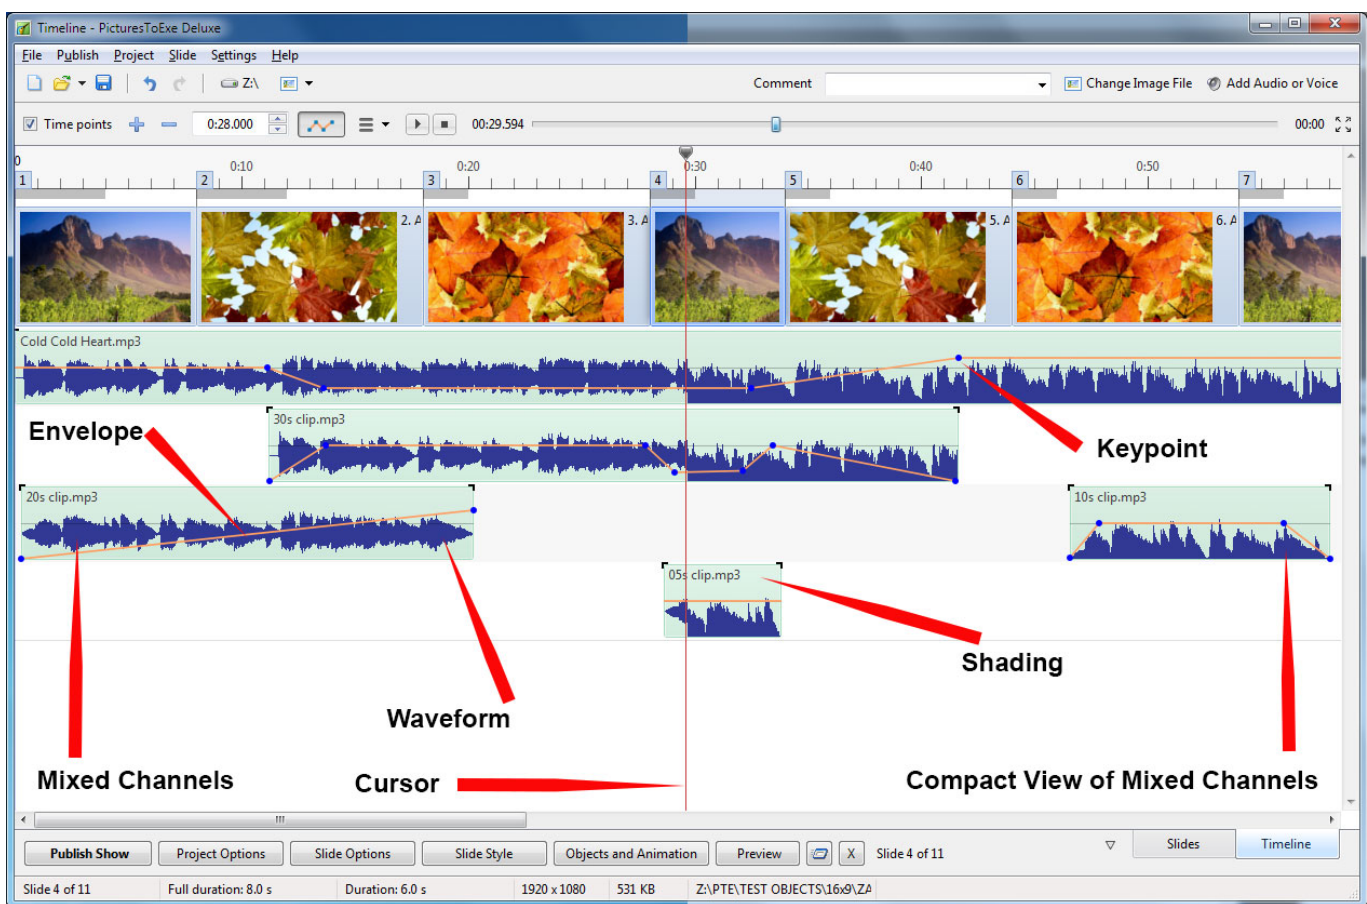 Timeline - PicturesToExe Deluxe
File Publish Project Slide Settings Help
Z:\ Comment Change Image File Add Audio or Voice
Time points 0:28.000 00:29.594 00:00
0 0:10 0:20 0:30 0:40 0:50
1 2 3 4 5 6 7
2. A 3. A 5. A 6. A
Cold Cold Heart.mp3
30s clip.mp3
Envelope
Keypoint
20s clip.mp3 10s clip.mp3
05s clip.mp3
Shading
Waveform
Mixed Channels
Cursor
Compact View of Mixed Channels
Publish Show Project Options Slide Options Slide Style Objects and Animation Preview X Slide 4 of 11 Slides Timeline
Slide 4 of 11 Full duration: 8.0 s Duration: 6.0 s 1920 x 1080 531 KB Z:\PTE\TEST OBJECTS\16x9\ZA